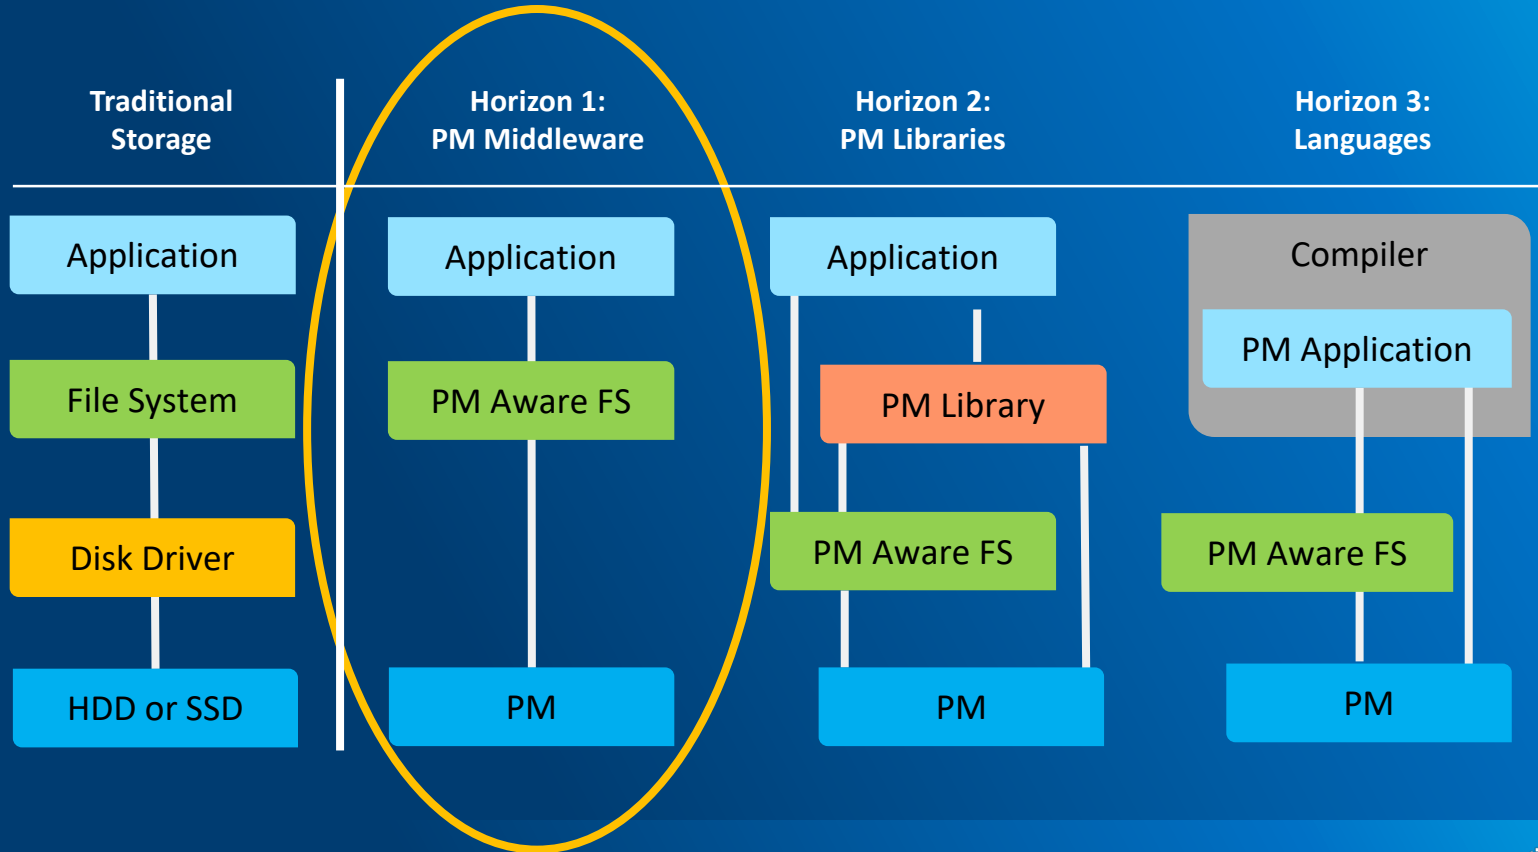 Traditional
Storage
Horizon 1:
PM Middleware
Horizon 2:
PM Libraries
Horizon 3:
Languages
Application
File System
Disk Driver
HDD or SSD
Application
PM Aware FS
PM
Application
PM Library
PM Aware FS
PM
Compiler
PM Application
PM Aware FS
PM